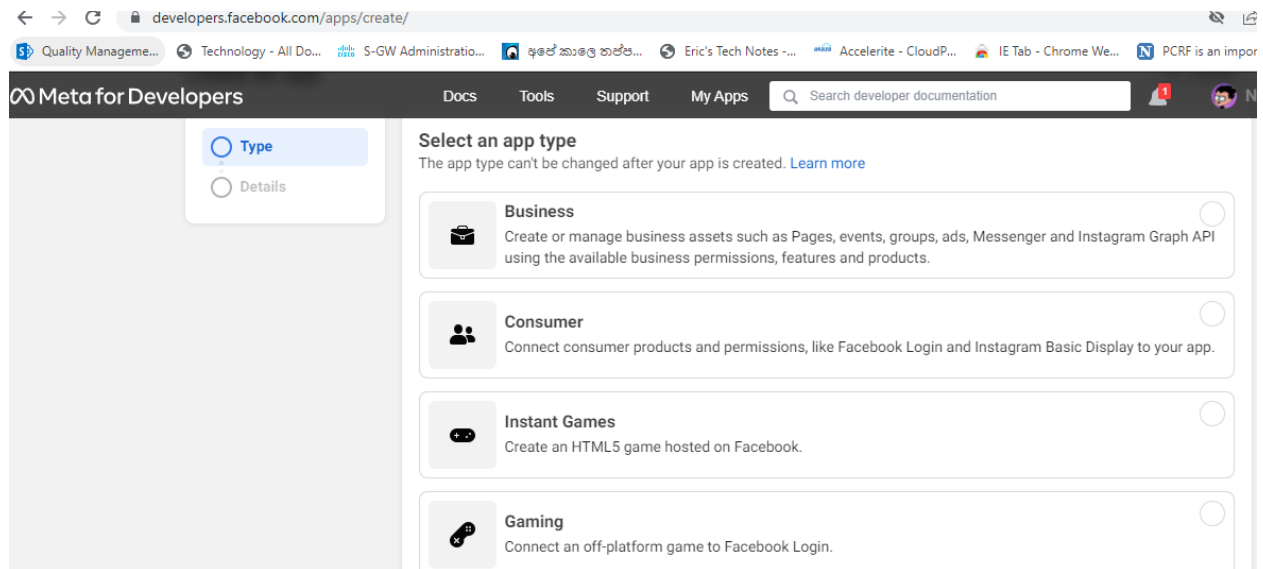 developers.facebook.com/apps/create/
Quality Manageme... Technology - All Do... S-GW Administratio... අපේ කාලෙ තප්ප... Eric's Tech Notes -... Accelerite - CloudP... IE Tab - Chrome We... PCRF is an impor
Meta for Developers Docs Tools Support My Apps Search developer documentation 1 N
Type
Details
Select an app type
The app type can't be changed after your app is created. Learn more
Business
Create or manage business assets such as Pages, events, groups, ads, Messenger and Instagram Graph API
using the available business permissions, features and products.
Consumer
Connect consumer products and permissions, like Facebook Login and Instagram Basic Display to your app.
Instant Games
Create an HTML5 game hosted on Facebook.
Gaming
Connect an off-platform game to Facebook Login.